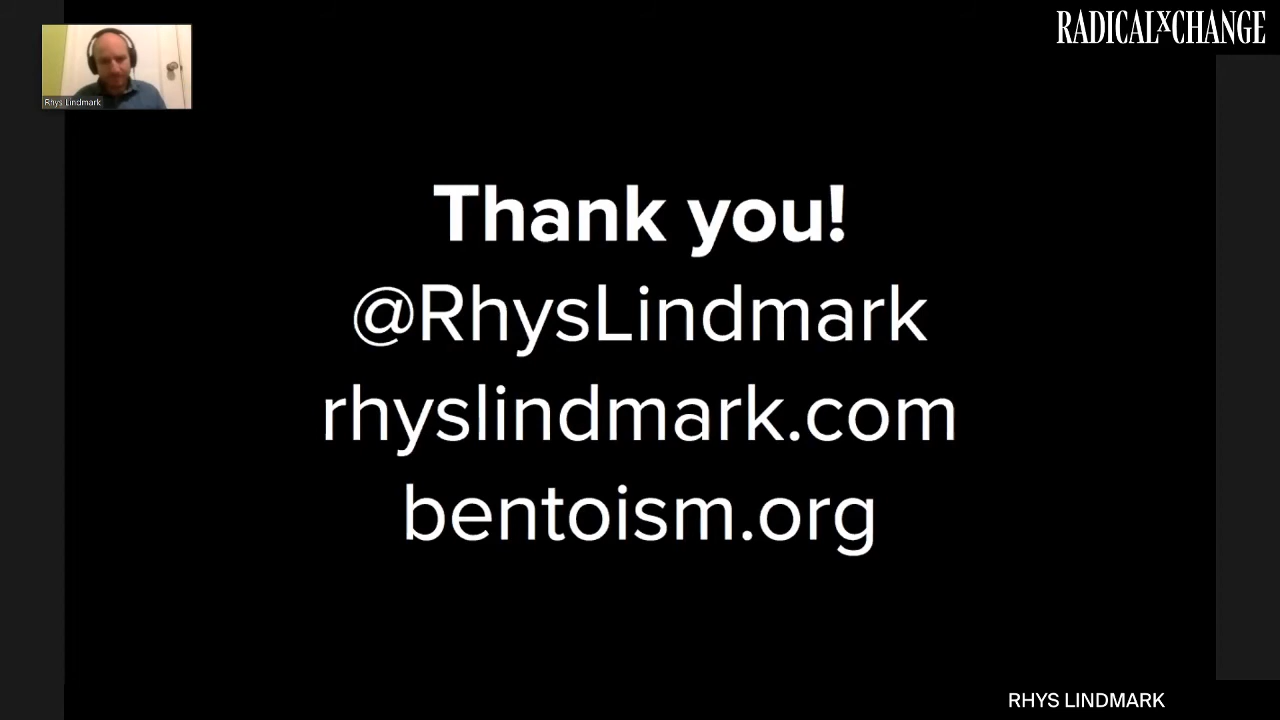 RADICALXCHANGE
Rhys Lindmark
Thank you!
@RhysLindmark
rhyslindmark.com
bentoism.org
RHYS LINDMARK